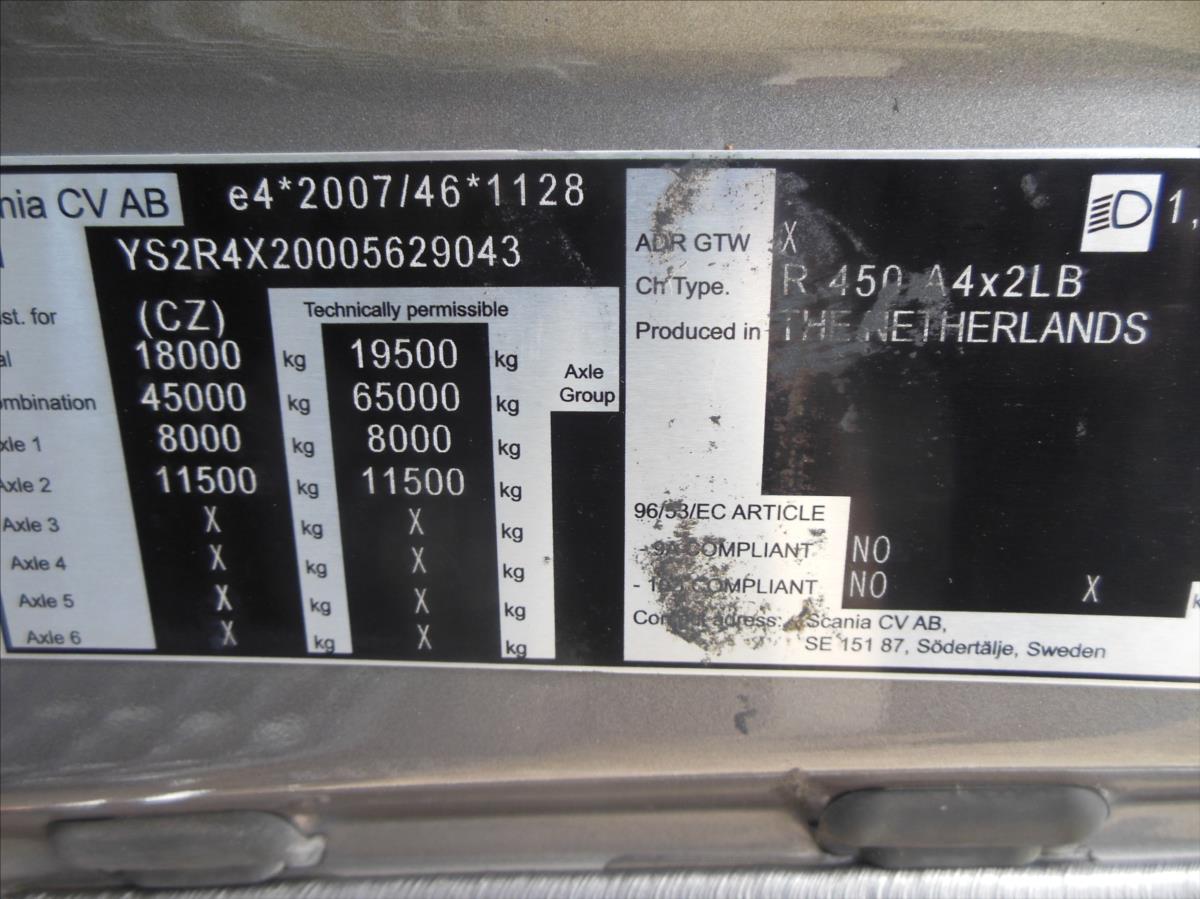 nia CV AB e4*2007/46*1128
YS2R4X20005629043
st. for (CZ) Technically permissible
al 18000 kg 19500 kg
ombination 45000 kg 65000 kg
Axle Group
xle 1 8000 kg 8000 kg
Axle 2 11500 kg 11500 kg
Axle 3 X kg X kg
Axle 4 X kg X kg
Axle 5 X kg X kg
Axle 6 X kg X kg
ADR GTW X 1,
Ch Type. R 450 A4x2LB
Produced in THE NETHERLANDS
96/53/EC ARTICLE
- 9A COMPLIANT NO
- COMPLIANT NO X k
adress: Scania CV AB,
SE 151 87, Södertälje, Sweden